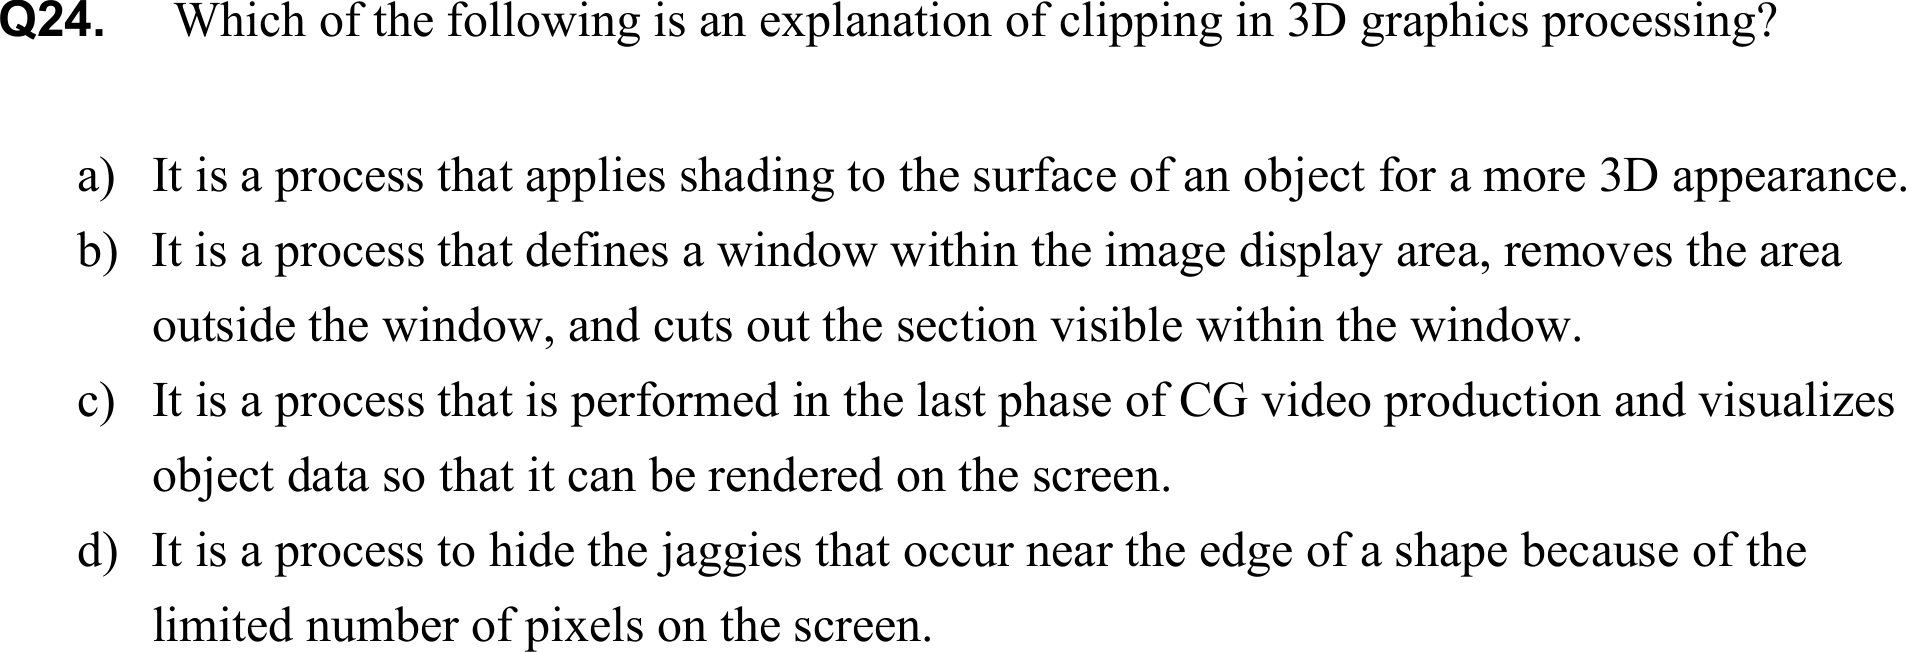 Q24. Which of the following is an explanation of clipping in 3D graphics processing?
a) It is a process that applies shading to the surface of an object for a more 3D appearance.
b) It is a process that defines a window within the image display area, removes the area
outside the window, and cuts out the section visible within the window.
c) It is a process that is performed in the last phase of CG video production and visualizes
object data so that it can be rendered on the screen.
d) It is a process to hide the jaggies that occur near the edge of a shape because of the
limited number of pixels on the screen.